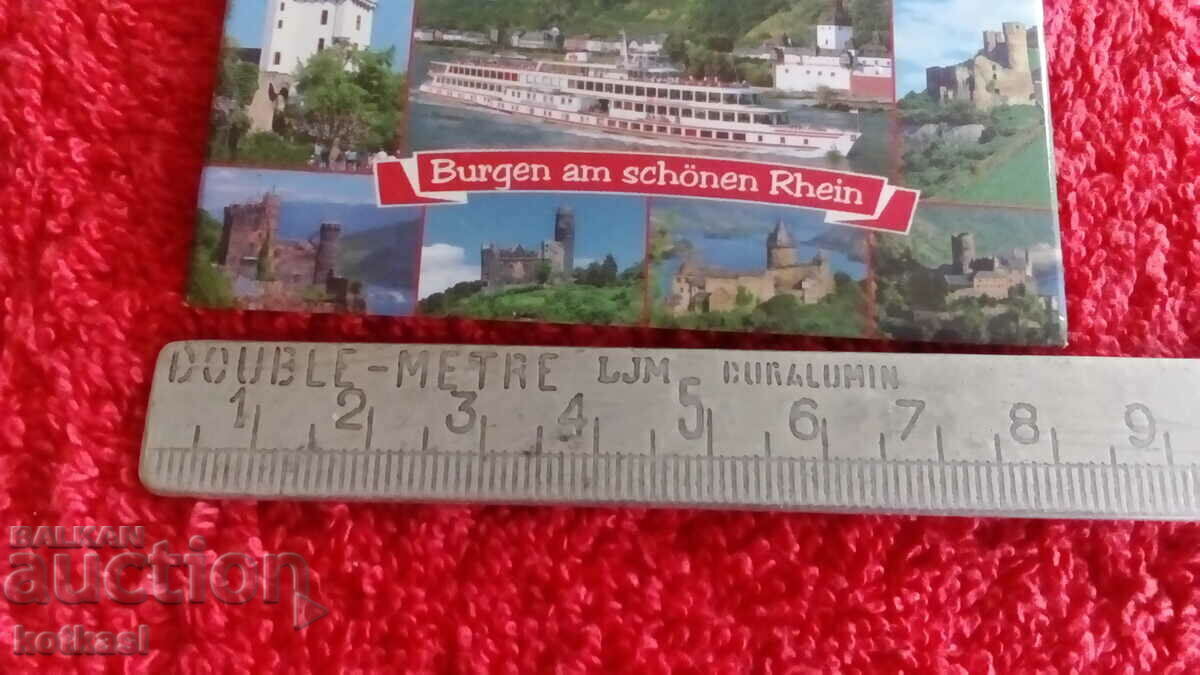 Burgen am schönen Rhein
DOUBLE-METRE LJM DURALUMIN
1 2 3 4 5 6 7 8 9
BALKAN
auction
kotkasl